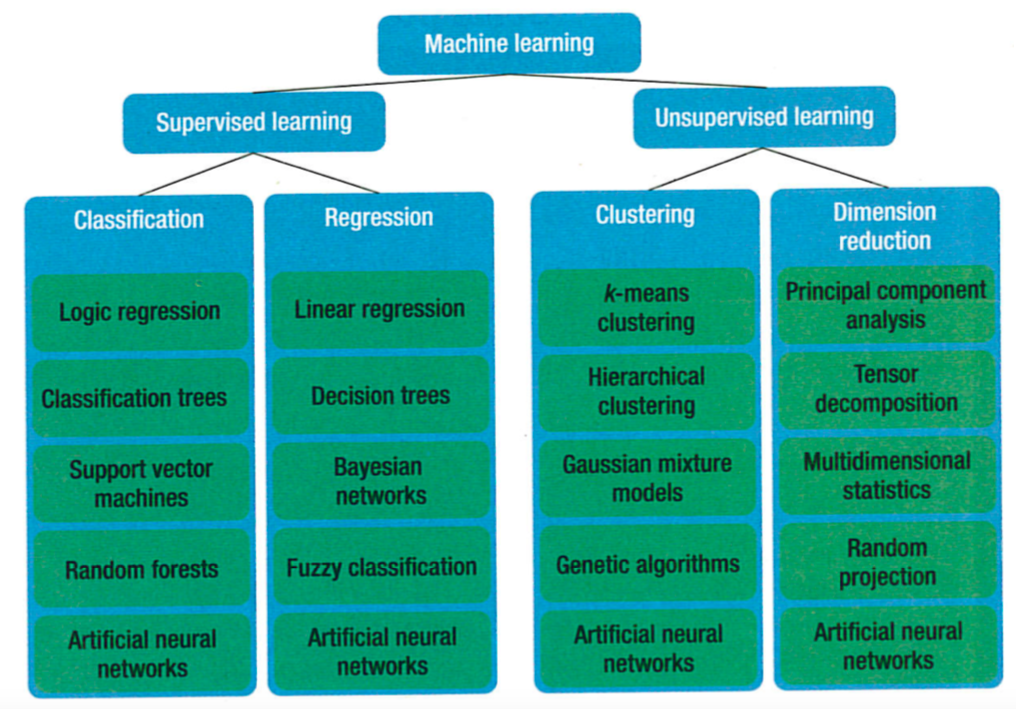 Machine learning
Supervised learning
Unsupervised learning
Classification
Logic regression
Classification trees
Support vector
machines
Random forests
Artificial neural
networks
Regression
Linear regression
Decision trees
Bayesian
networks
Fuzzy classification
Artificial neural
networks
Clustering
k-means
clustering
Hierarchical
clustering
Gaussian mixture
models
Genetic algorithms
Artificial neural
networks
Dimension
reduction
Principal component
analysis
Tensor
decomposition
Multidimensional
statistics
Random
projection
Artificial neural
networks